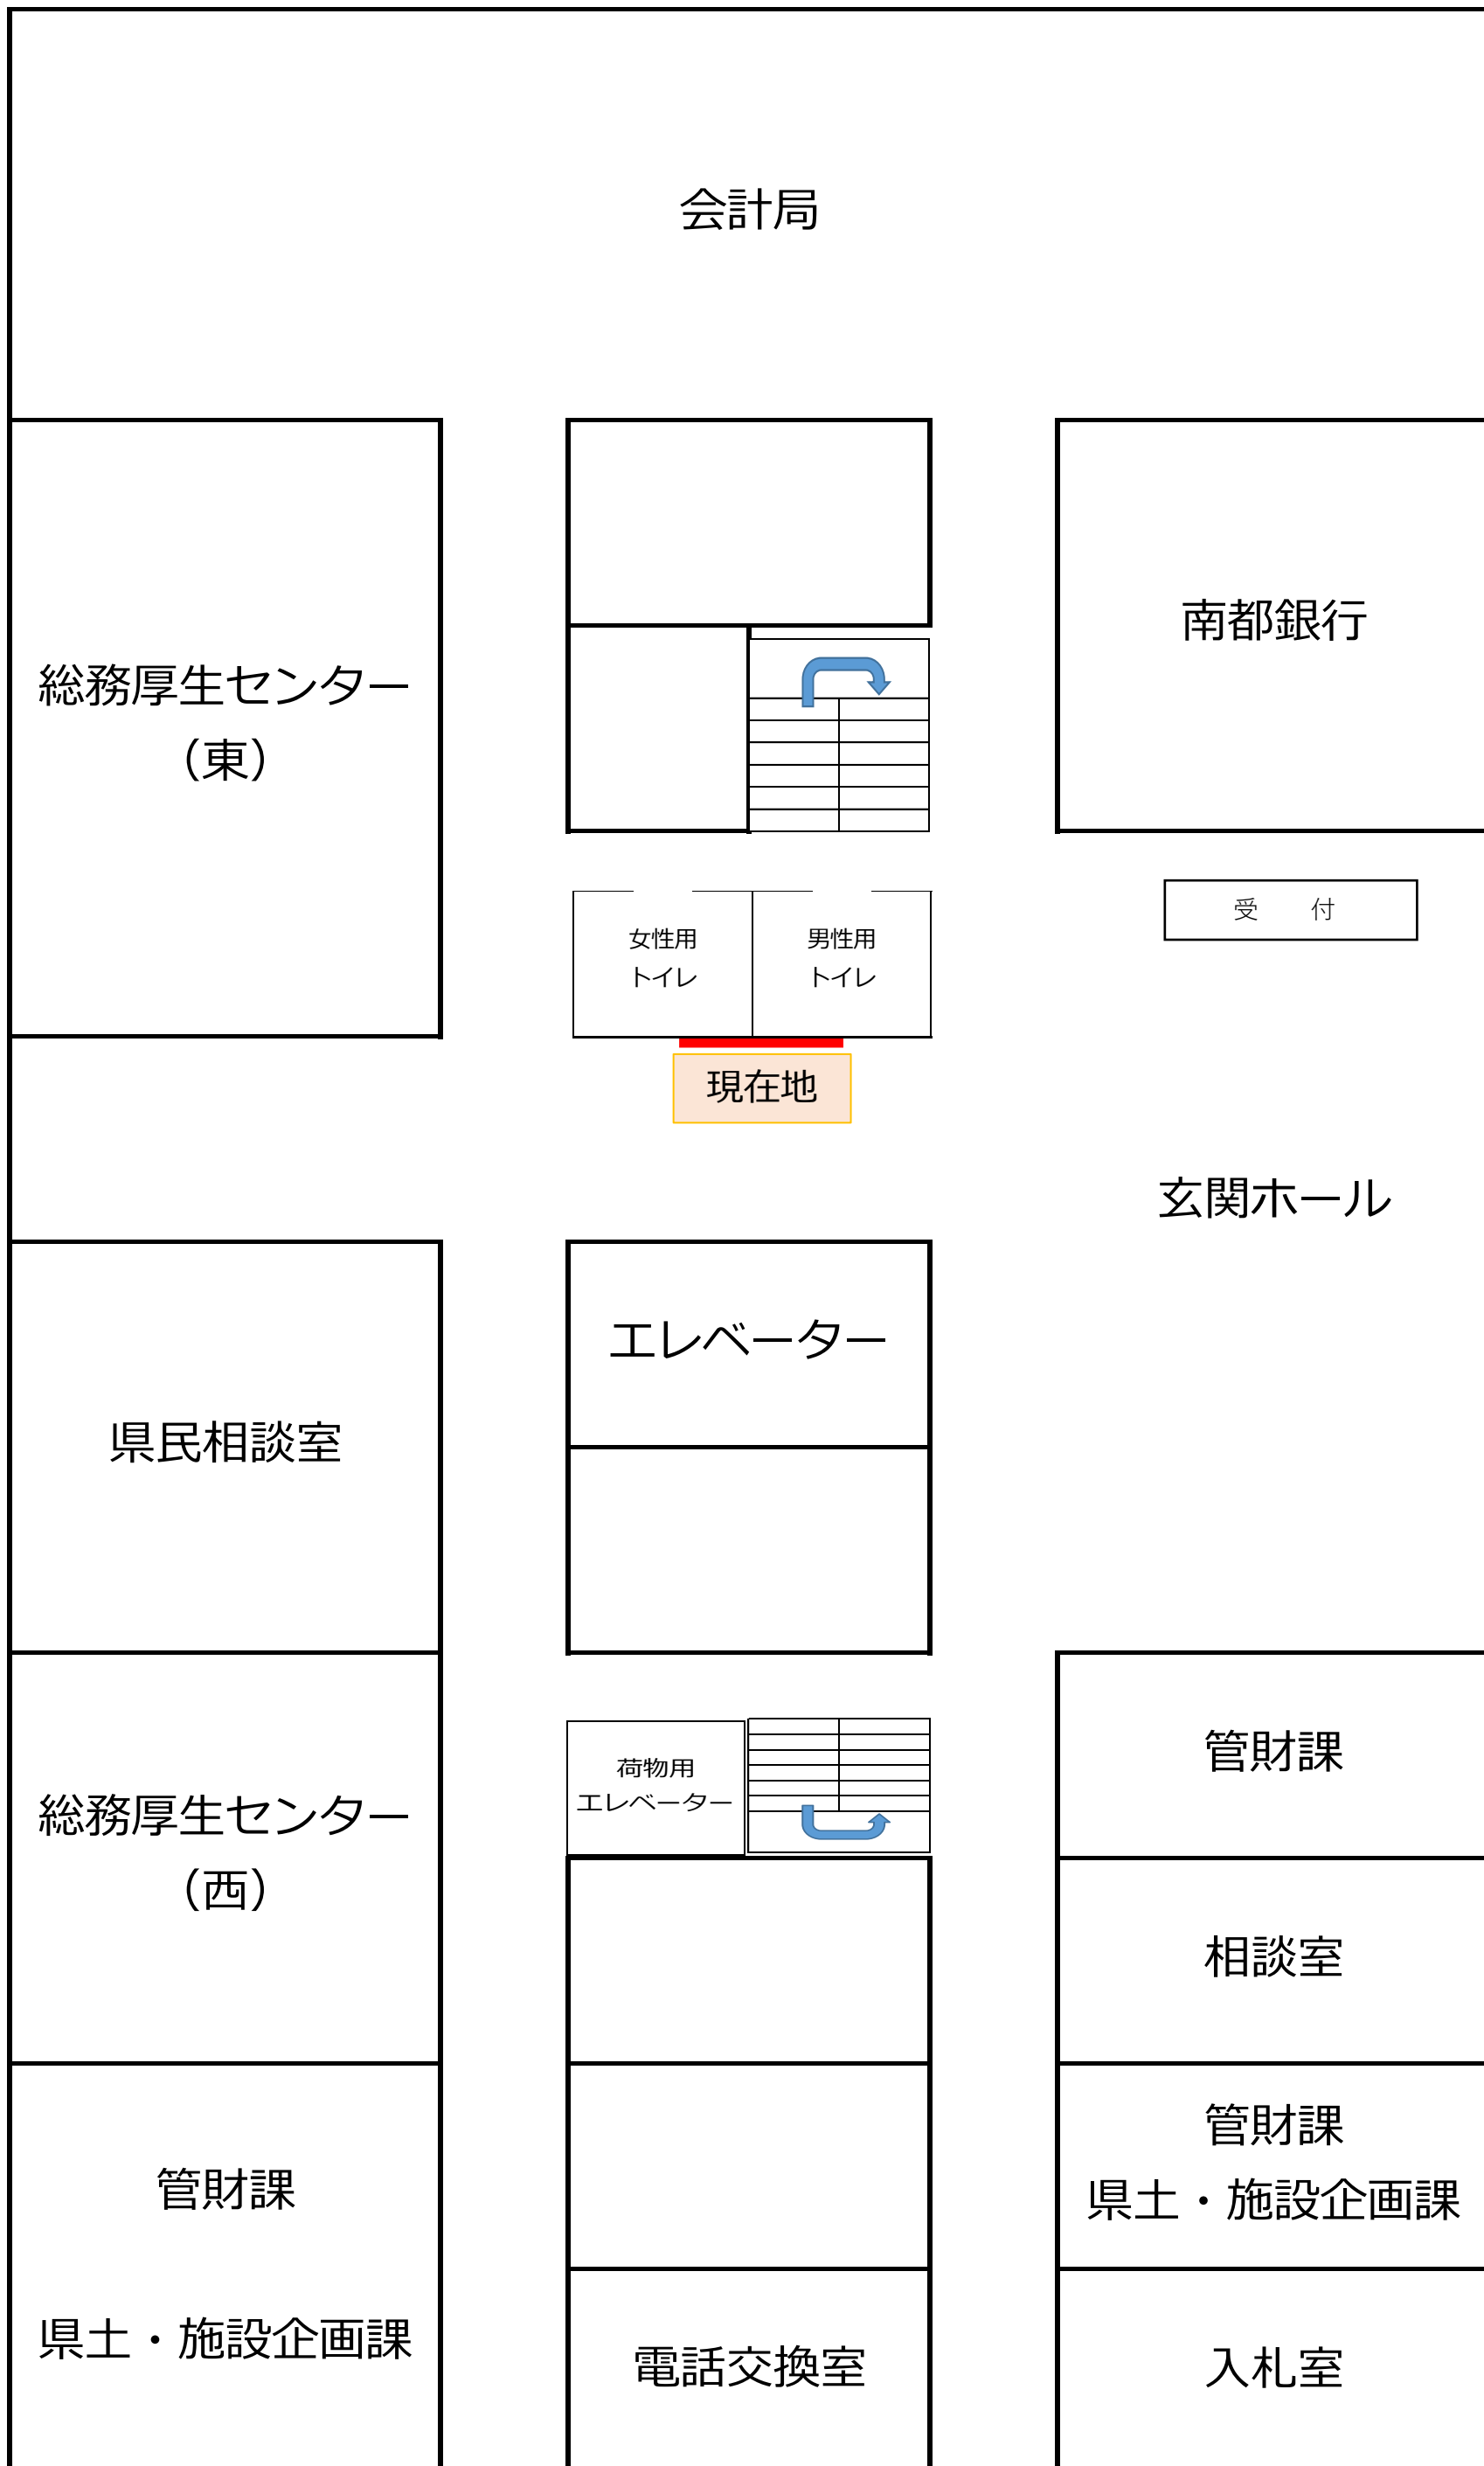 会計局
総務厚生センター
（東）
南都銀行
女性用
トイレ
男性用
トイレ
受　付
現在地
玄関ホール
エレベーター
県民相談室
総務厚生センター
（西）
荷物用
エレベーター
管財課
相談室
管財課
県土・施設企画課
管財課
県土・施設企画課
電話交換室
入札室